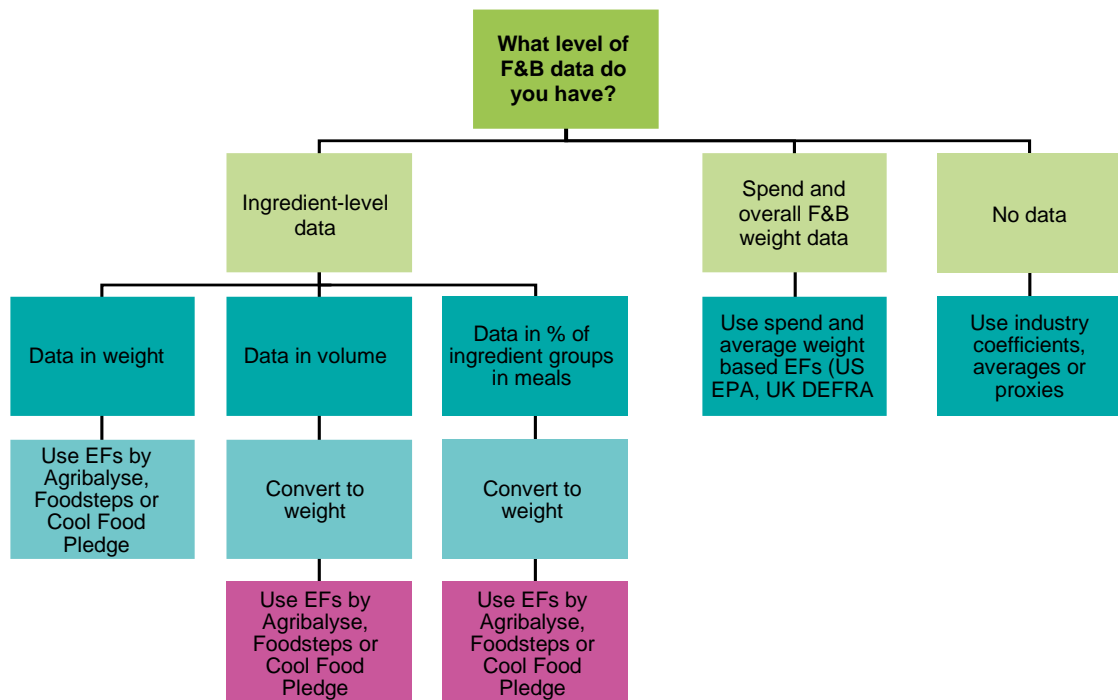 What level of
F&B data do
you have?
Ingredient-level
data
Spend and
overall F&B
weight data
No data
Data in weight
Data in volume
Data in % of
ingredient groups
in meals
Use spend and
average weight
based EFs (US
EPA, UK DEFRA
Use industry
coefficients,
averages or
proxies
Use EFs by
Agribalyse,
Foodsteps or
Cool Food
Pledge
Convert to
weight
Convert to
weight
Use EFs by
Agribalyse,
Foodsteps or
Cool Food
Pledge
Use EFs by
Agribalyse,
Foodsteps or
Cool Food
Pledge